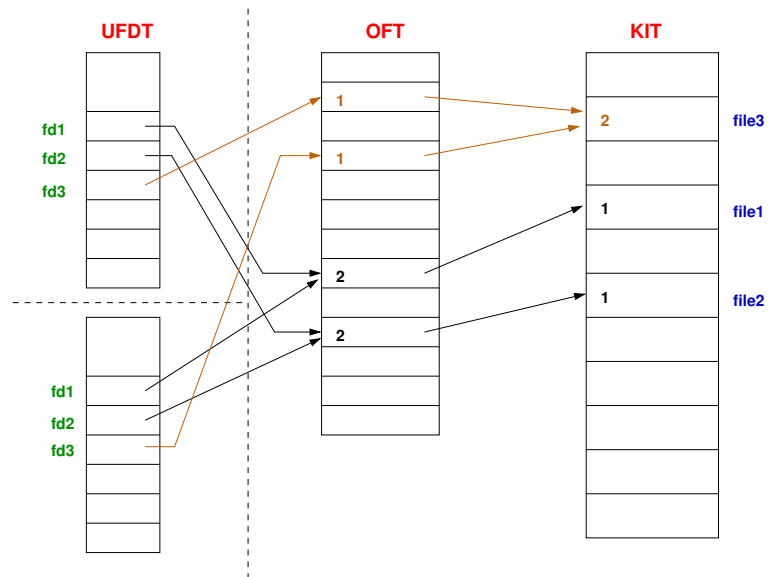 UFDT OFT KIT
1
fd1 2 file3
fd2 1
fd3
1 file1
2
1 file2
2
fd1
fd2
fd3